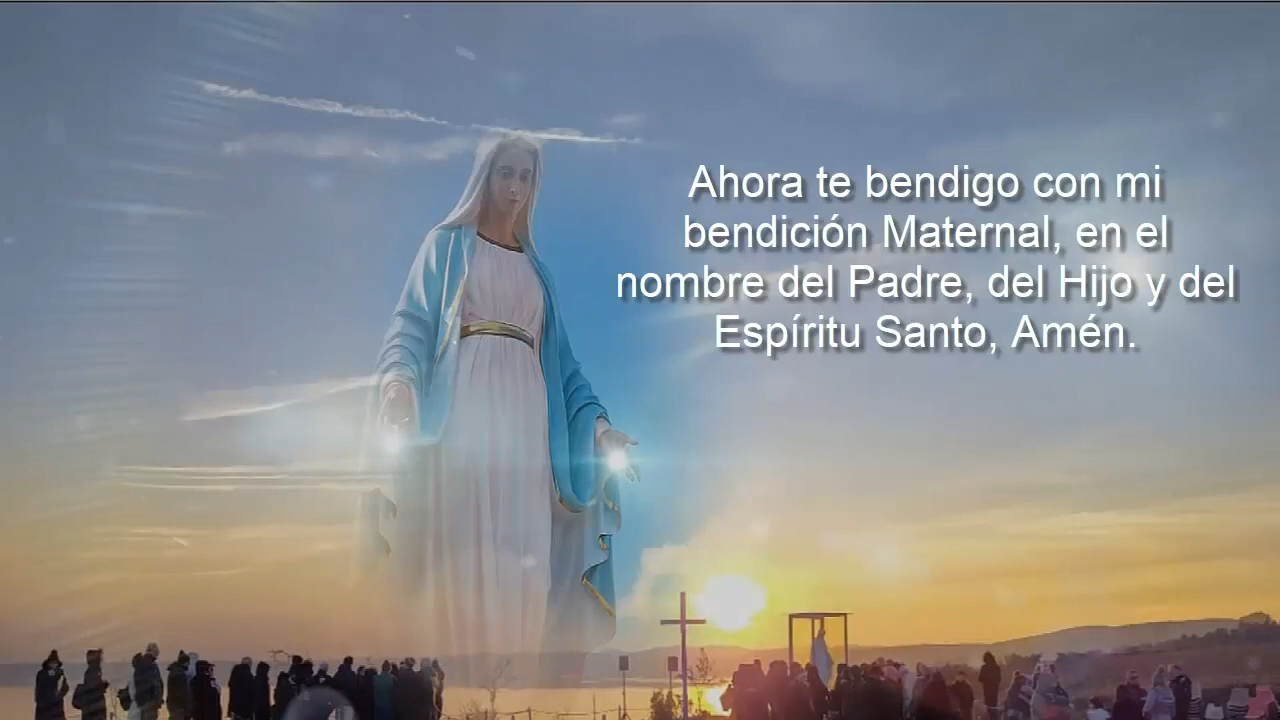 Ahora te bendigo con mi
bendición Maternal, en el
nombre del Padre, del Hijo y del
Espíritu Santo, Amén.